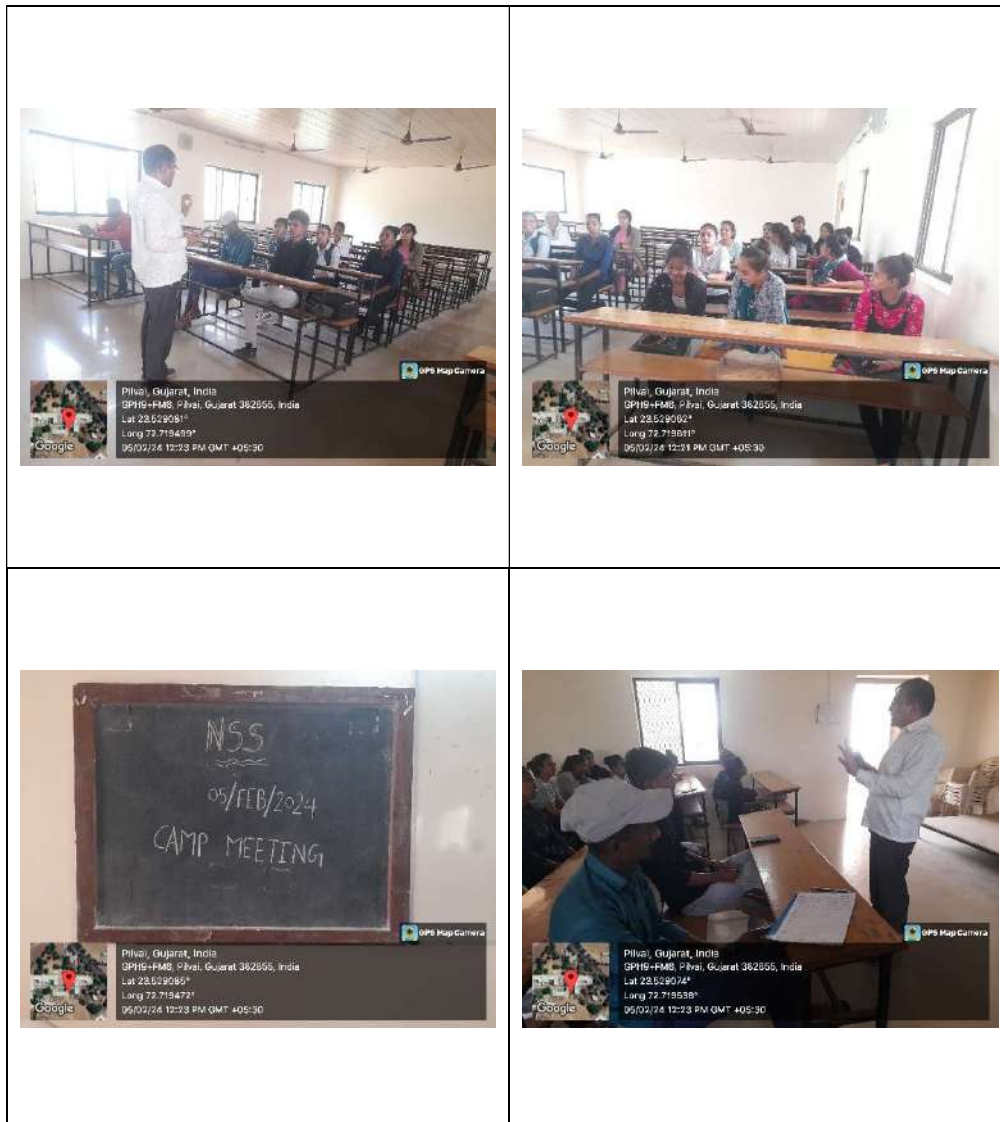 GPS Map Camera
Pilvai, Gujarat, India
GPH9+FM8, Pilvai, Gujarat 382855, India
Lat 23.529081°
Long 72.719499°
05/02/24 12:23 PM GMT +05:30
Google
GPS Map Camera
Pilvai, Gujarat, India
GPH9+FM8, Pilvai, Gujarat 382855, India
Lat 23.529062°
Long 72.719611°
05/02/24 12:21 PM GMT +05:30
Google
NSS
05/FEB/2024
CAMP MEETING
GPS Map Camera
Pilvai, Gujarat, India
GPH9+FM8, Pilvai, Gujarat 382855, India
Lat 23.529085°
Long 72.719472°
05/02/24 12:23 PM GMT +05:30
Google
GPS Map Camera
Pilvai, Gujarat, India
GPH9+FM8, Pilvai, Gujarat 382855, India
Lat 23.529074°
Long 72.719538°
05/02/24 12:23 PM GMT +05:30
Google